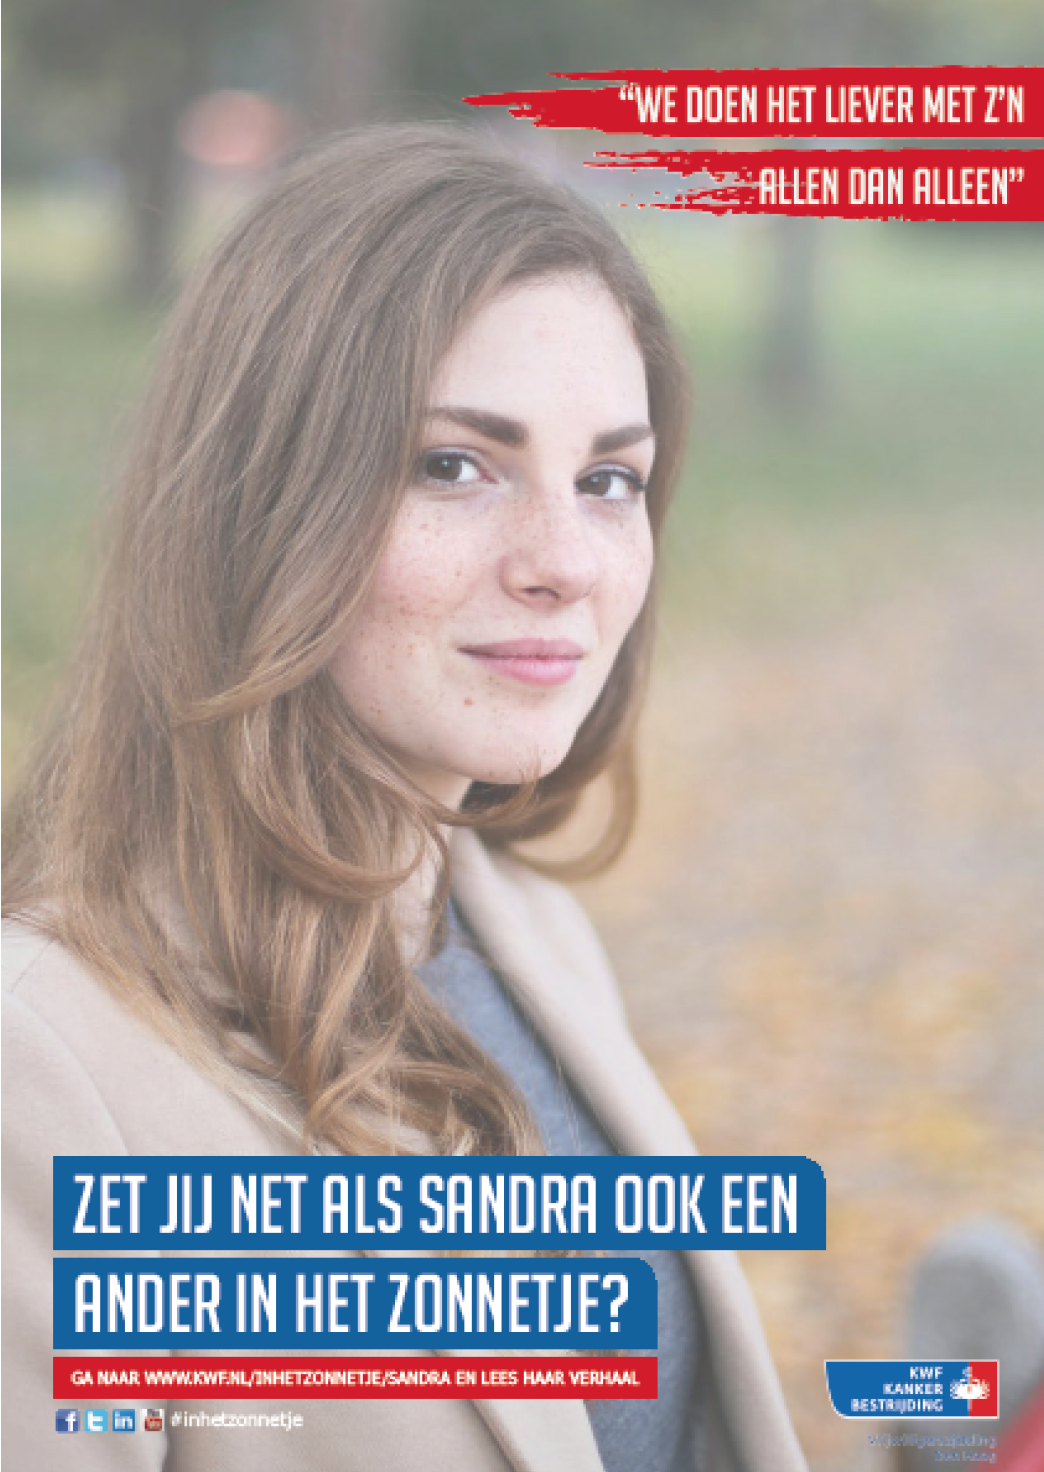 “WE DOEN HET LIEVER MET Z’N
ALLEN DAN ALLEEN”
ZET JIJ NET ALS SANDRA OOK EEN
ANDER IN HET ZONNETJE?
GA NAAR WWW.KWF.NL/INHETZONNETJE/SANDRA EN LEES HAAR VERHAAL
#inhetzonnetje
KWF
KANKER
BESTRIJDING